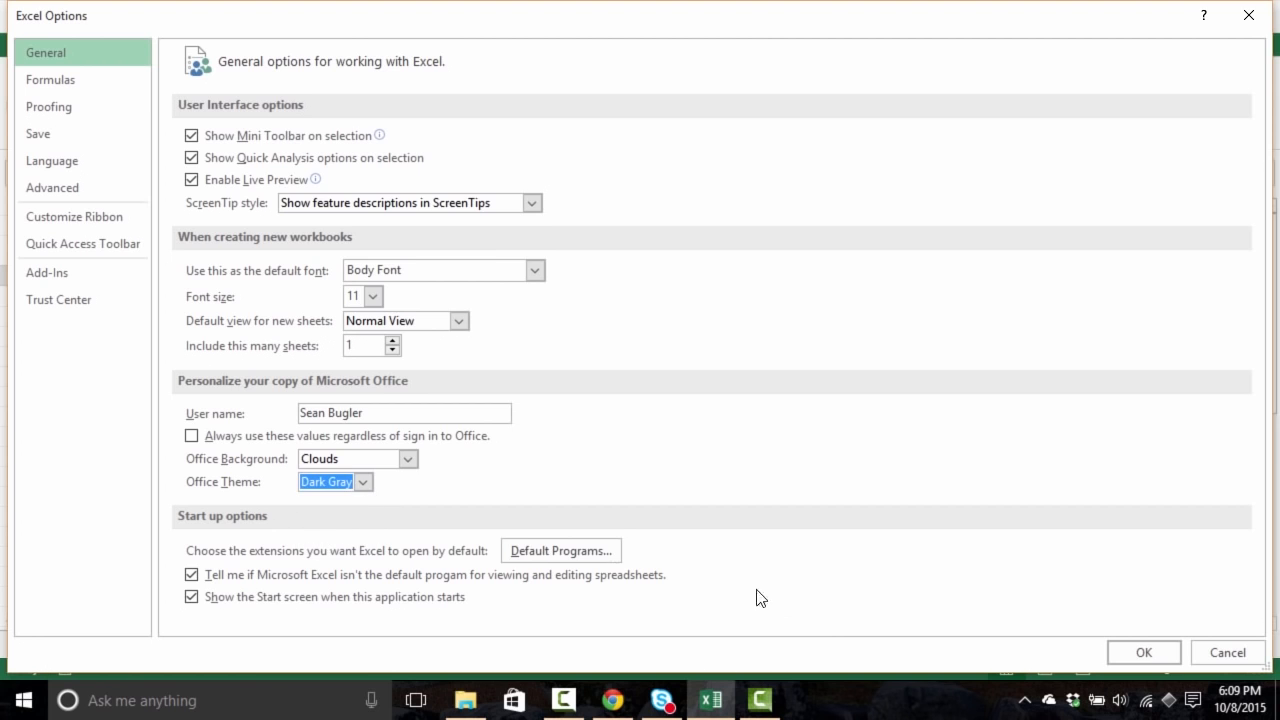 Excel Options
?
General
Formulas
Proofing
Save
Language
Advanced
Customize Ribbon
Quick Access Toolbar
Add-Ins
Trust Center
General options for working with Excel.
User Interface options
Show Mini Toolbar on selection
Show Quick Analysis options on selection
Enable Live Preview
ScreenTip style: Show feature descriptions in ScreenTips
When creating new workbooks
Use this as the default font: Body Font
Font size: 11
Default view for new sheets: Normal View
Include this many sheets: 1
Personalize your copy of Microsoft Office
User name: Sean Bugler
Always use these values regardless of sign in to Office.
Office Background: Clouds
Office Theme: Dark Gray
Start up options
Choose the extensions you want Excel to open by default: Default Programs...
Tell me if Microsoft Excel isn't the default progam for viewing and editing spreadsheets.
Show the Start screen when this application starts
OK Cancel
Ask me anything
6:09 PM
10/8/2015